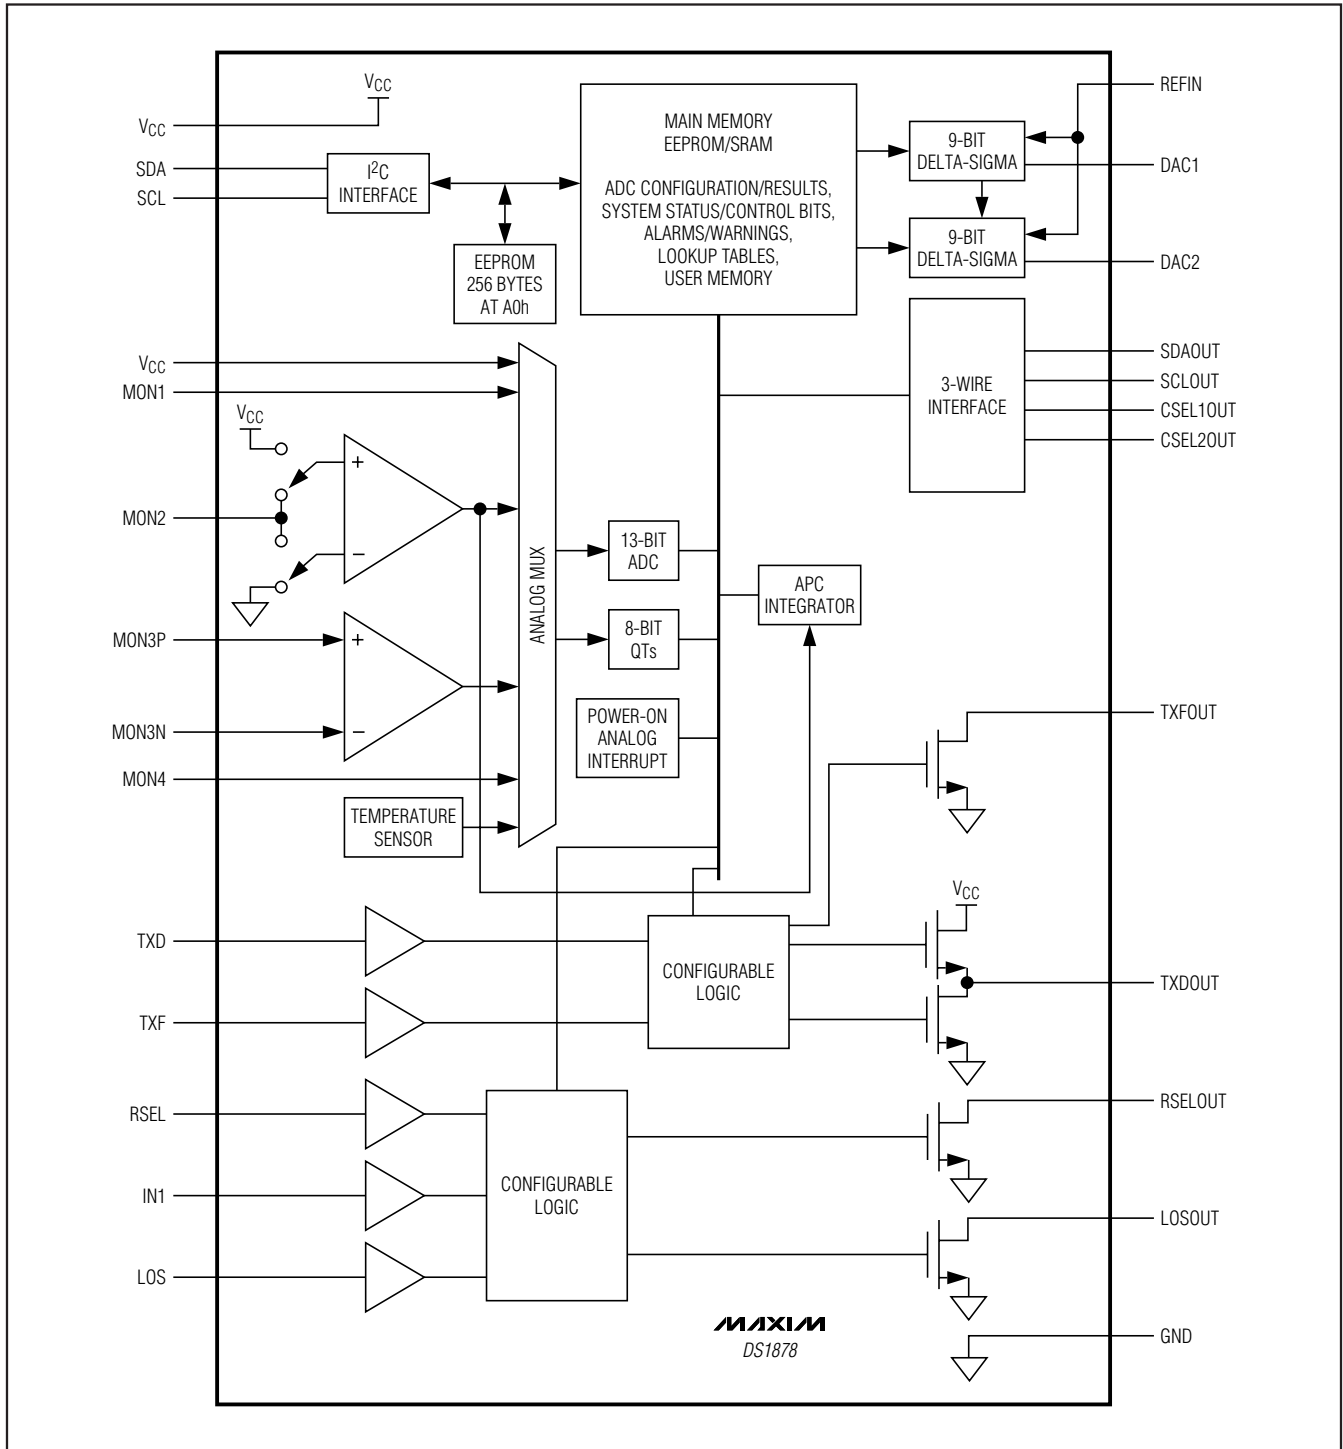 VCC
VCC
SDA
SCL
I2C
INTERFACE
EEPROM
256 BYTES
AT A0h
MAIN MEMORY
EEPROM/SRAM
ADC CONFIGURATION/RESULTS,
SYSTEM STATUS/CONTROL BITS,
ALARMS/WARNINGS,
LOOKUP TABLES,
USER MEMORY
9-BIT
DELTA-SIGMA
9-BIT
DELTA-SIGMA
REFIN
DAC1
DAC2
3-WIRE
INTERFACE
SDAOUT
SCLOUT
CSEL1OUT
CSEL2OUT
VCC
MON1
VCC
MON2
+
−
MON3P
MON3N
+
−
MON4
TEMPERATURE
SENSOR
ANALOG MUX
13-BIT
ADC
8-BIT
QTs
POWER-ON
ANALOG
INTERRUPT
APC
INTEGRATOR
TXFOUT
VCC
TXD
TXF
CONFIGURABLE
LOGIC
TXDOUT
RSEL
IN1
LOS
CONFIGURABLE
LOGIC
RSELOUT
LOSOUT
GND
MAXIM
DS1878